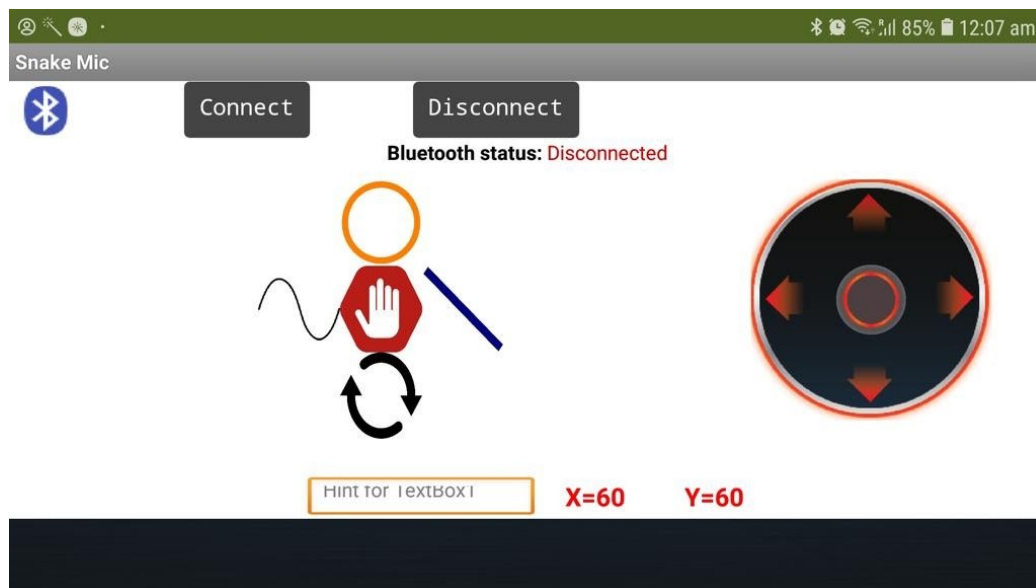 85% 12:07 am
Snake Mic
Connect Disconnect
Bluetooth status: Disconnected
Hint for TextBox1
X=60 Y=60